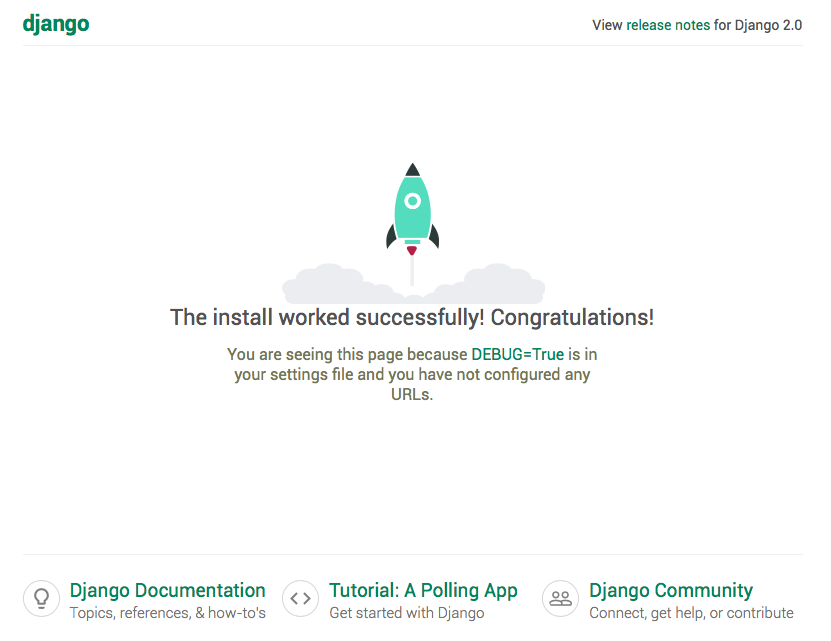 django
View release notes for Django 2.0
The install worked successfully! Congratulations!
You are seeing this page because DEBUG=True is in
your settings file and you have not configured any
URLs.
Django Documentation
Topics, references, & how-to's
Tutorial: A Polling App
Get started with Django
Django Community
Connect, get help, or contribute